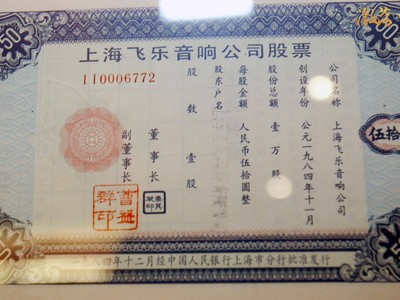 上海飞乐音响公司股票
110006772
公司名称 上海飞乐音响公司
创设年份 公元一九八四年十一月
股份总额 壹万股
每股金额 人民币伍拾圆整
股东户名
股数 壹股
董事长
副董事长
伍拾
一九八四年十二月经中国人民银行上海市分行批准发行